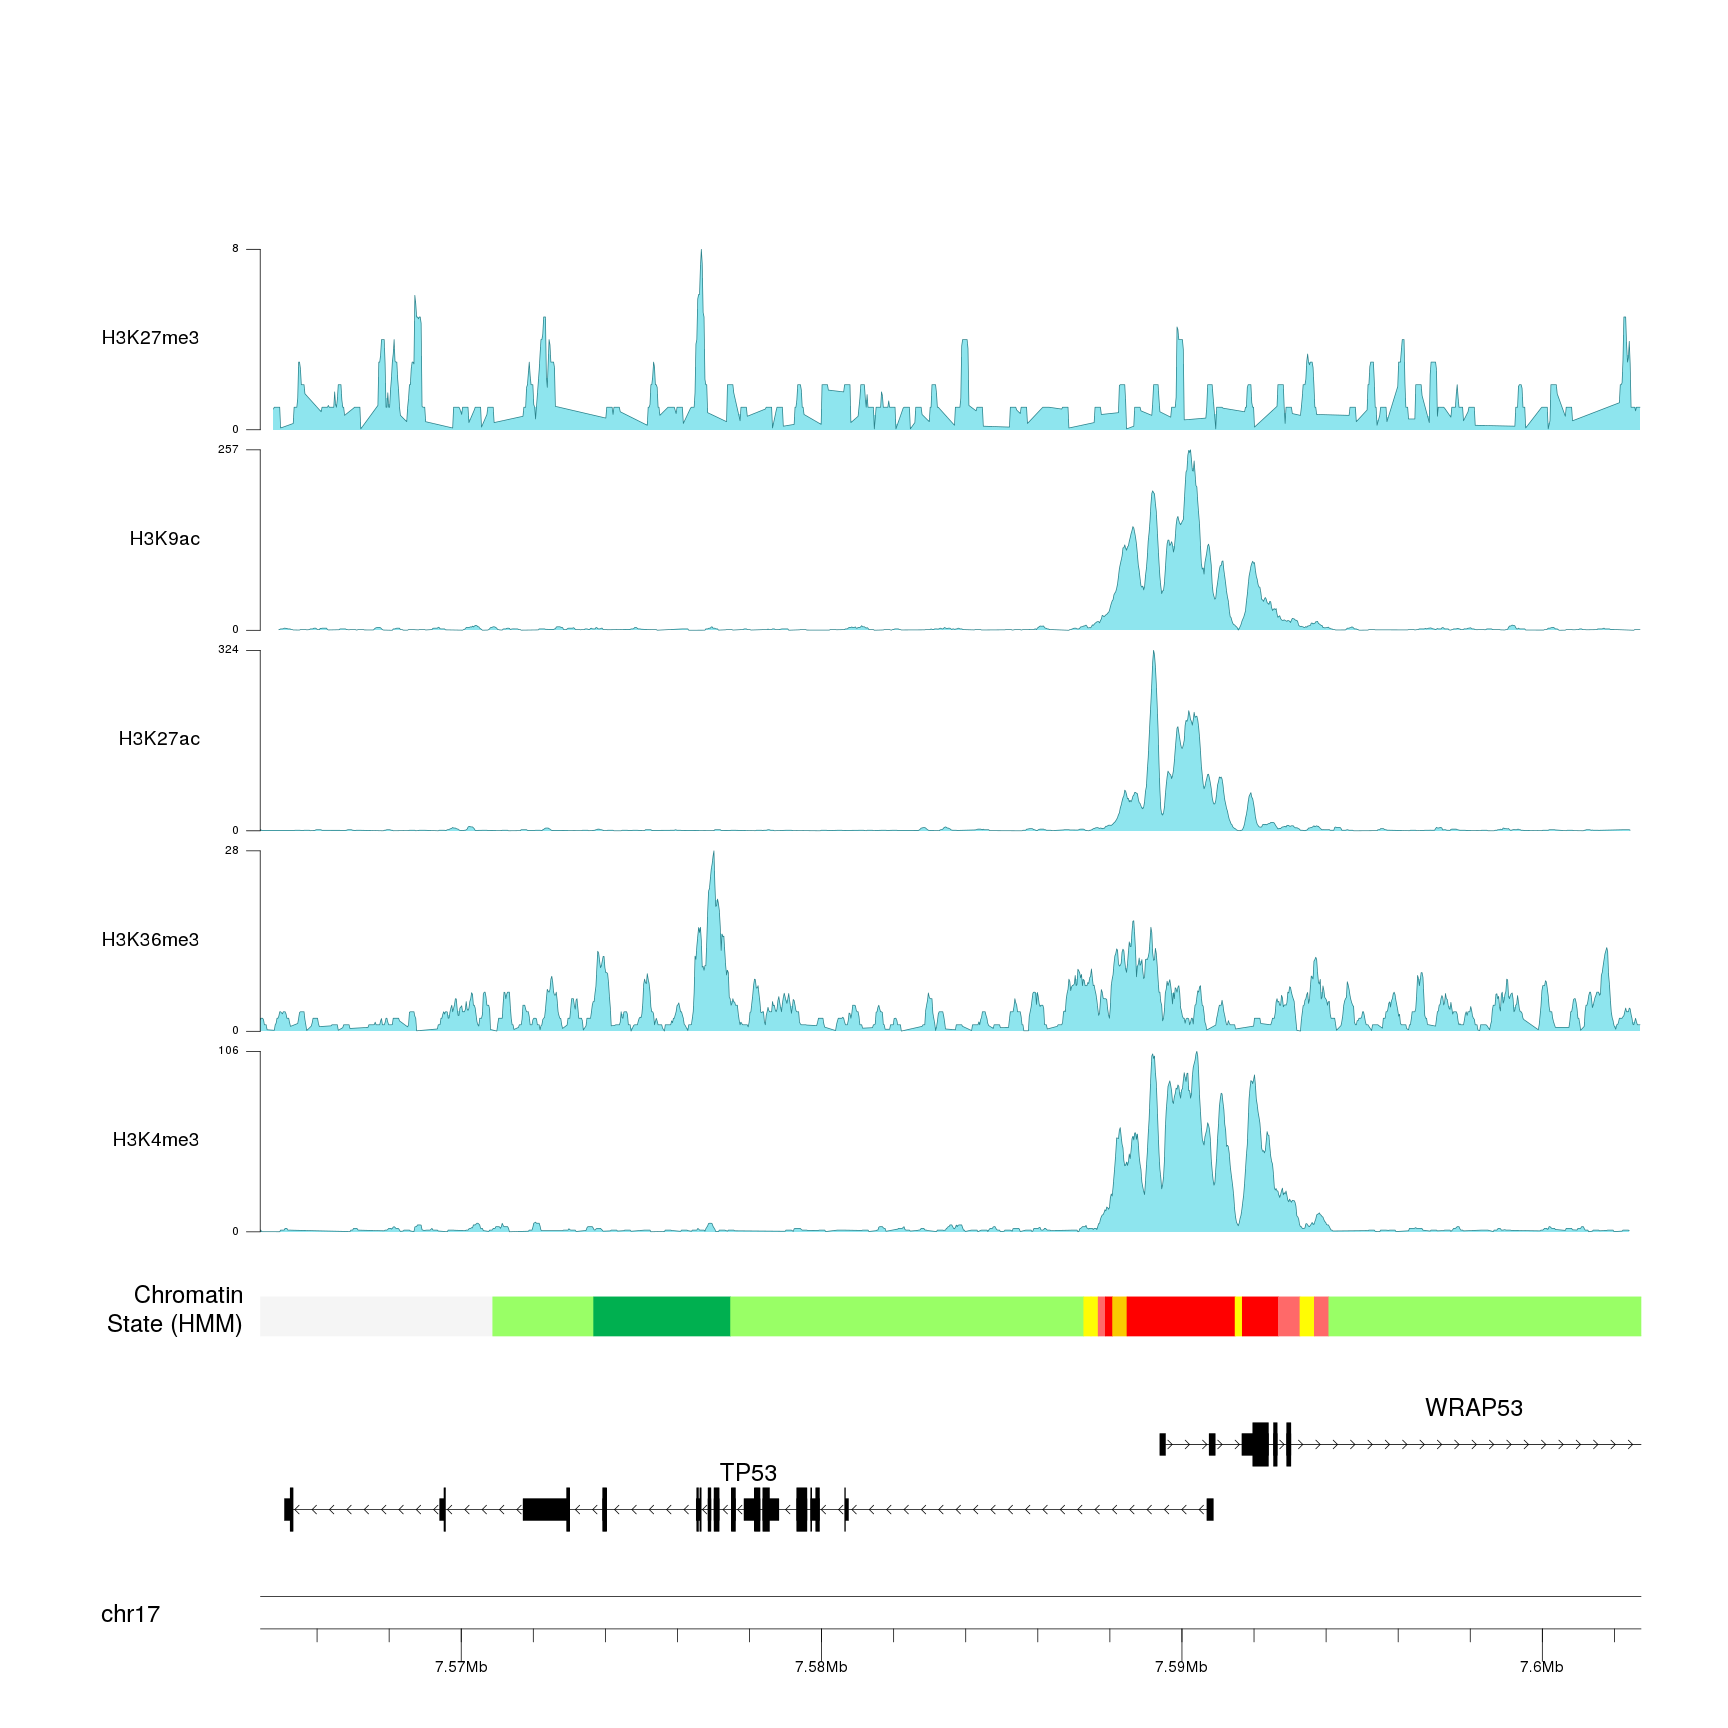 8
H3K27me3
0
257
H3K9ac
0
324
H3K27ac
0
28
H3K36me3
0
106
H3K4me3
0
Chromatin
State (HMM)
WRAP53
TP53
chr17
7.57Mb 7.58Mb 7.59Mb 7.6Mb